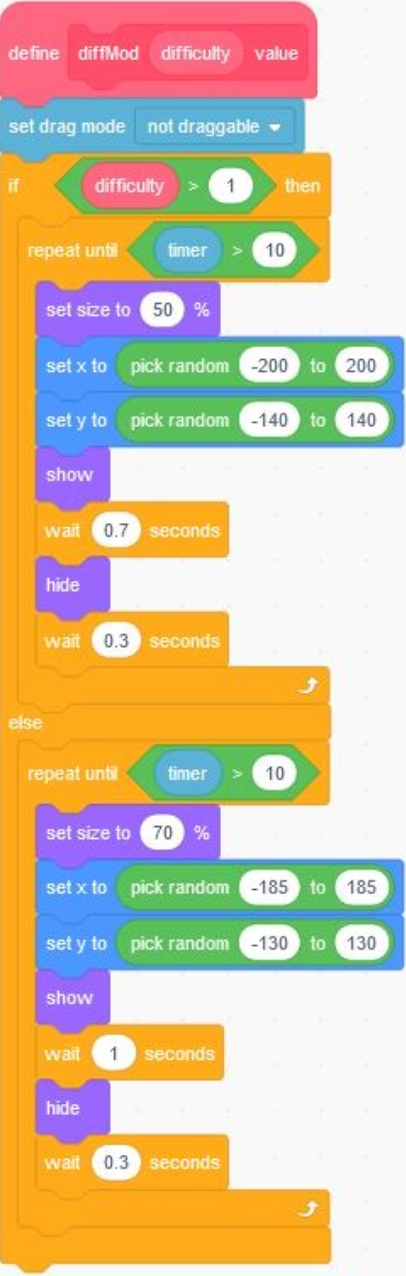 define diffMod difficulty value
set drag mode not draggable
if difficulty > 1 then
repeat until timer > 10
set size to 50 %
set x to pick random -200 to 200
set y to pick random -140 to 140
show
wait 0.7 seconds
hide
wait 0.3 seconds
else
repeat until timer > 10
set size to 70 %
set x to pick random -185 to 185
set y to pick random -130 to 130
show
wait 1 seconds
hide
wait 0.3 seconds